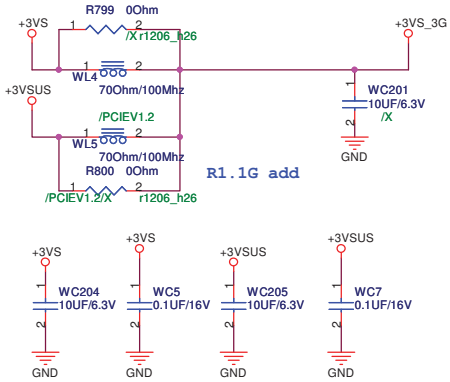 R799 0Ohm
+3VS
1 2
/X r1206_h26
+3VS_3G
1 2
WL4
70Ohm/100Mhz
+3VSUS
WC201
10UF/6.3V
/X
1
2
GND
/PCIEV1.2
1 2
WL5
70Ohm/100Mhz
R800 0Ohm
R1.1G add
1 2
/PCIEV1.2/X r1206_h26
+3VS +3VS +3VSUS +3VSUS
1 1 1 1
WC204 WC5 WC205 WC7
10UF/6.3V 0.1UF/16V 10UF/6.3V 0.1UF/16V
2 2 2 2
GND GND GND GND